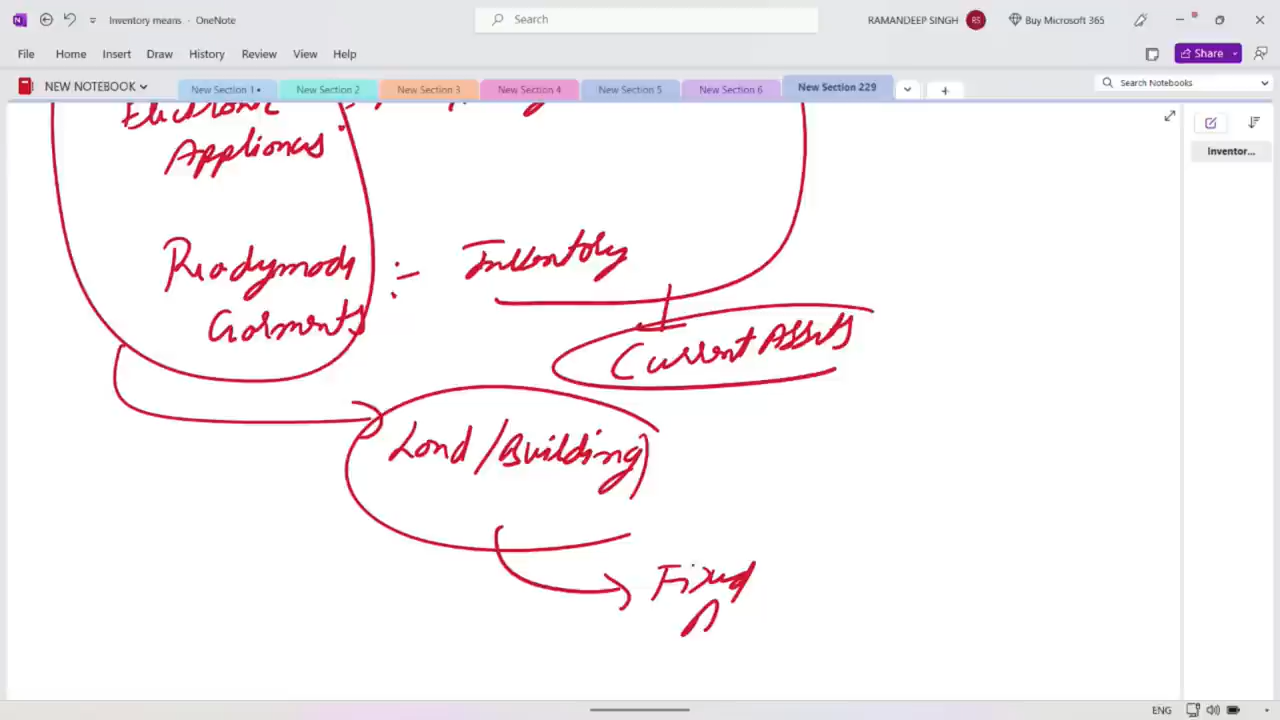 Inventory means - OneNote
Search
RAMANDEEP SINGH
RS
Buy Microsoft 365
File Home Insert Draw History Review View Help
Share
NEW NOTEBOOK
New Section 1
New Section 2
New Section 3
New Section 4
New Section 5
New Section 6
New Section 229
Search Notebooks
Inventor...
Electronic
Appliances
Readymade :- Inventory
Garments
Current Assets
Land/Building
Fixed
A
ENG